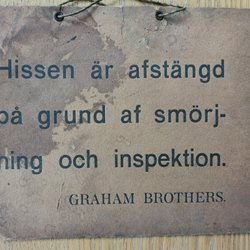 Hissen är afstängd
på grund af smörj-
ning och inspektion.
GRAHAM BROTHERS.